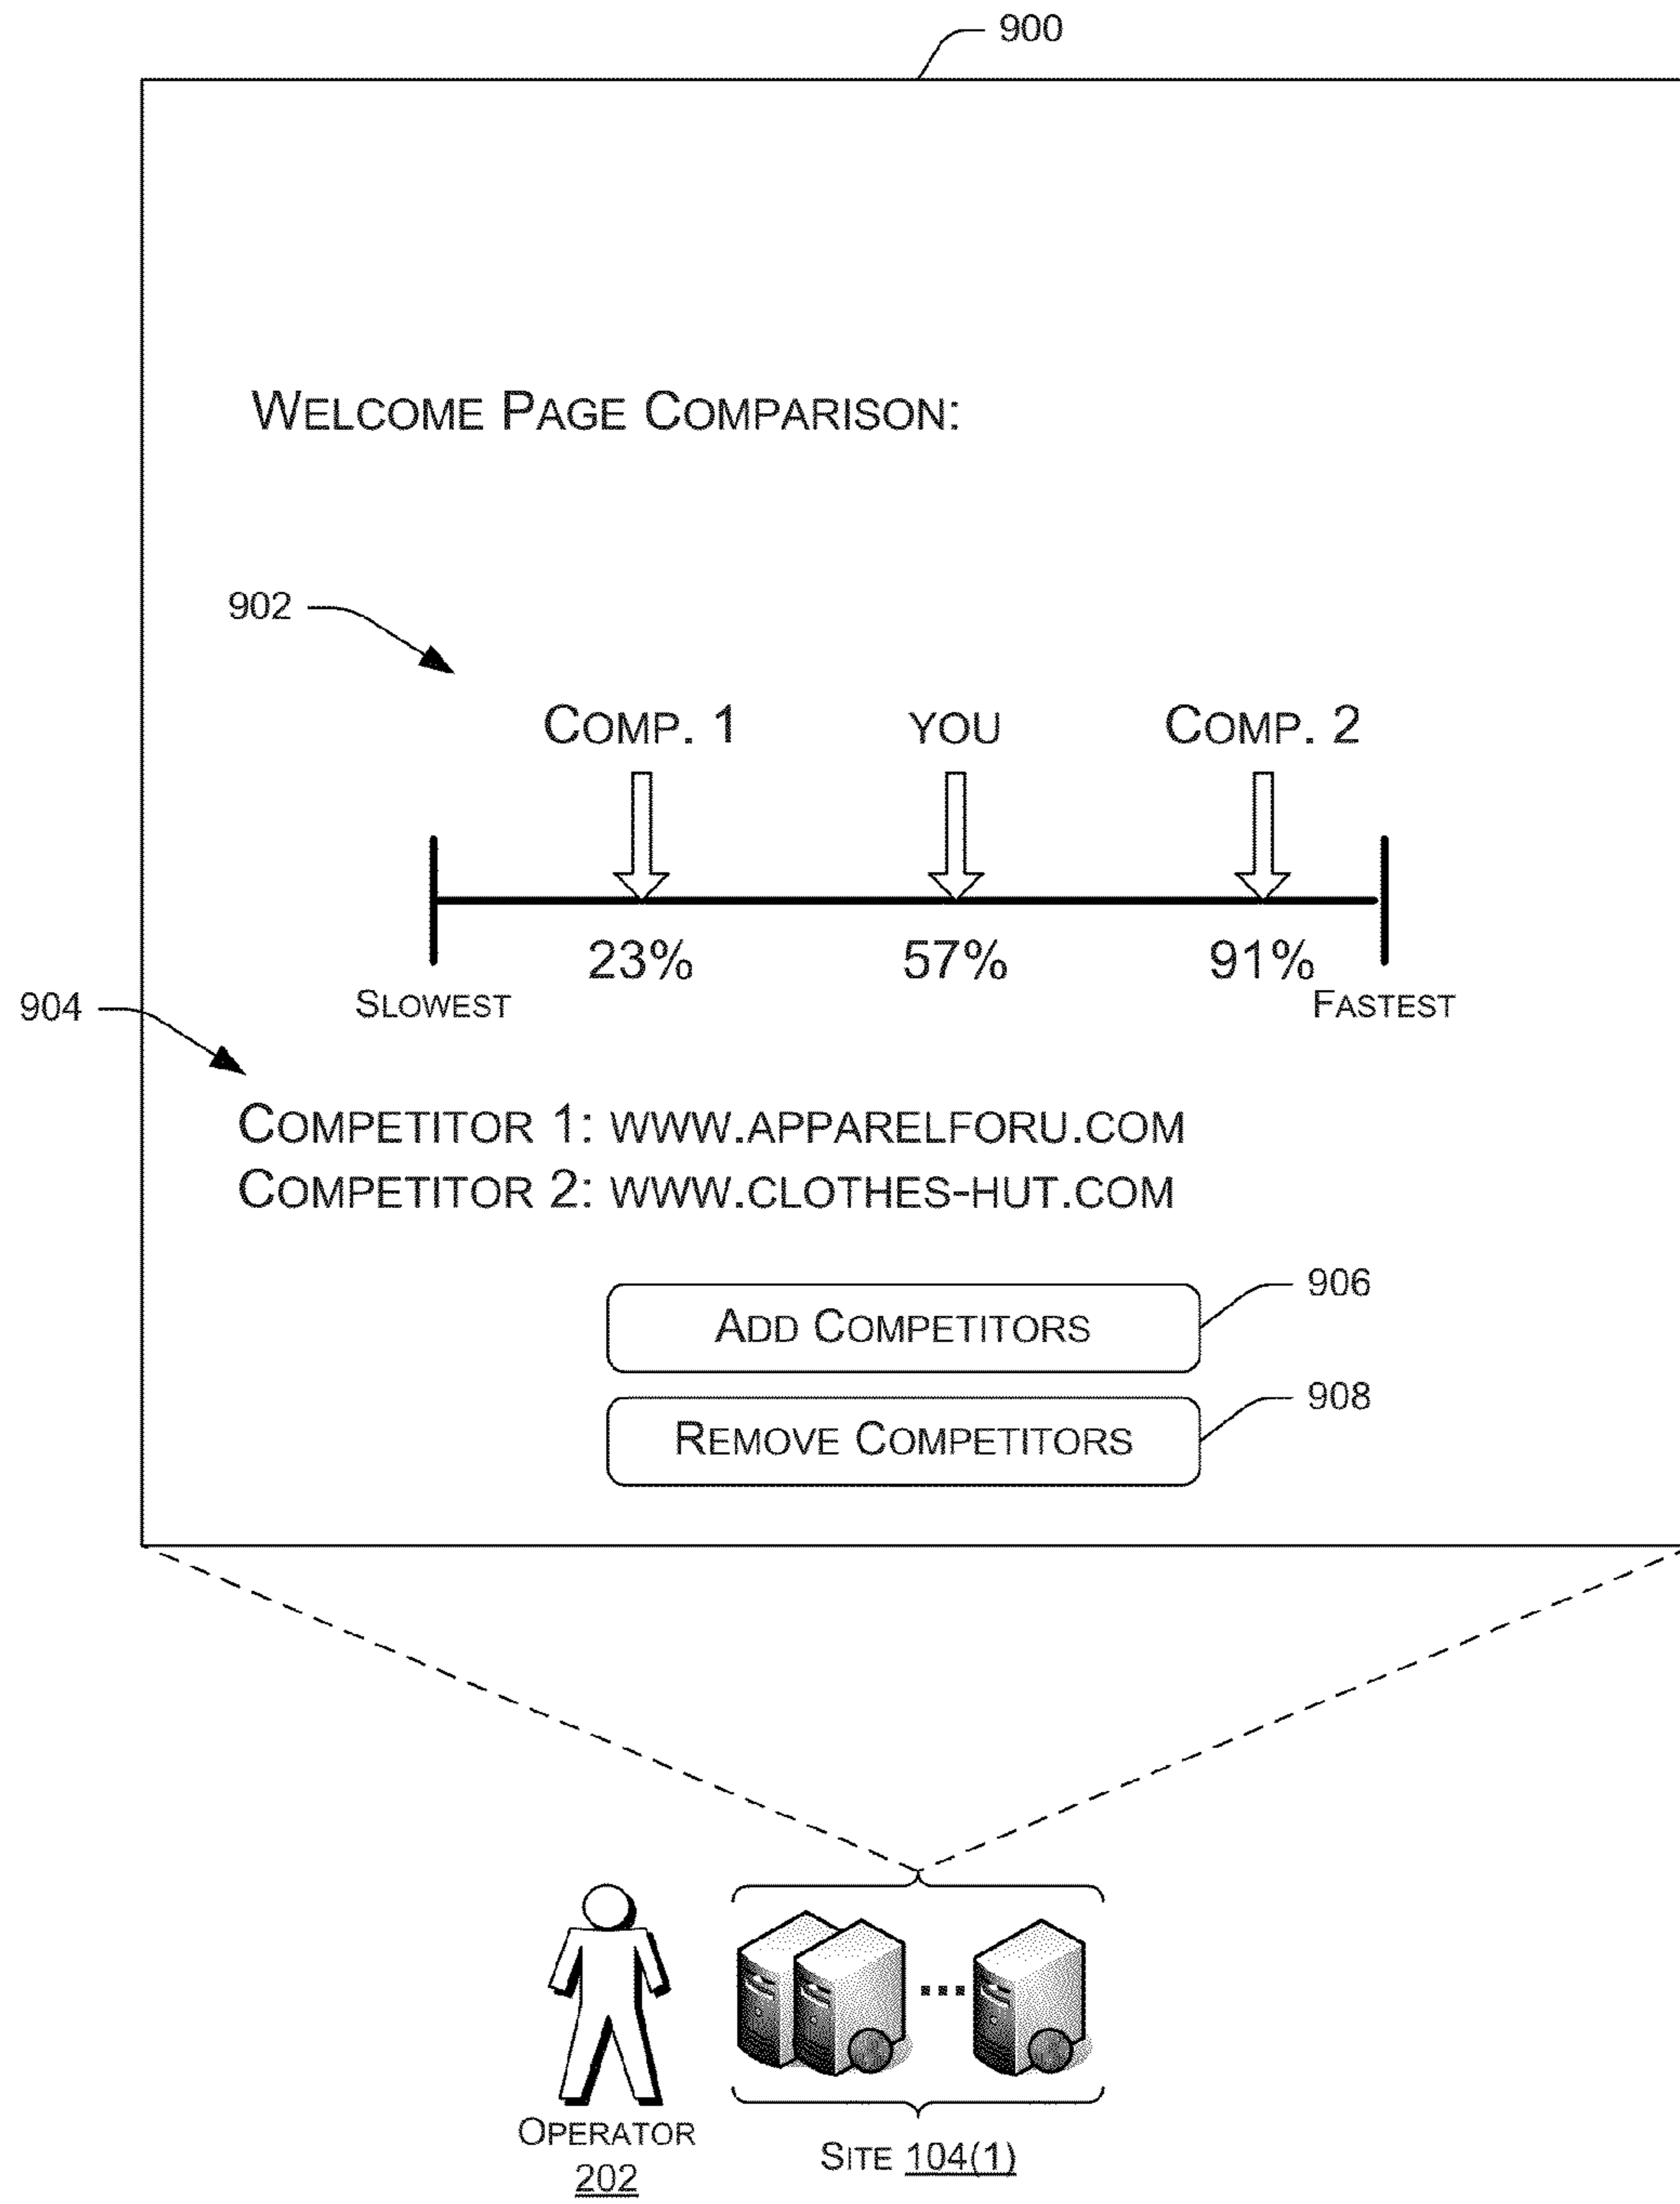 900
WELCOME PAGE COMPARISON:
902
COMP. 1 YOU COMP. 2
23% 57% 91%
SLOWEST FASTEST
904
COMPETITOR 1: WWW.APPARELFORU.COM
COMPETITOR 2: WWW.CLOTHES-HUT.COM
906
ADD COMPETITORS
908
REMOVE COMPETITORS
OPERATOR
202
SITE 104(1)